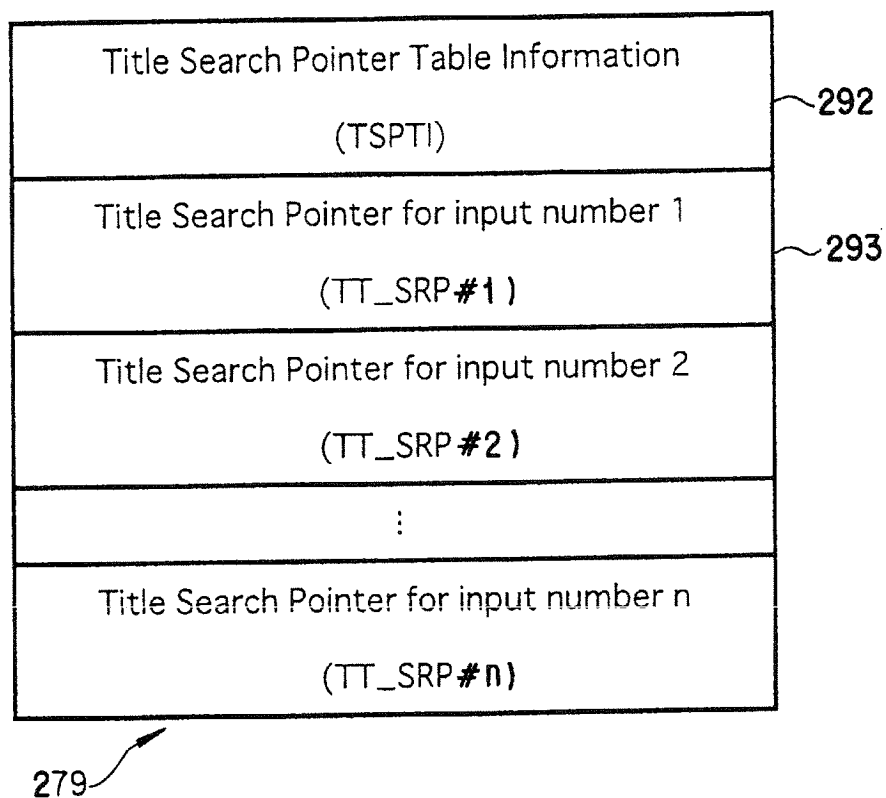 Title Search Pointer Table Information
(TSPTI)
292
Title Search Pointer for input number 1
293
(TT_SRP#1)
Title Search Pointer for input number 2
(TT_SRP#2)
⋮
Title Search Pointer for input number n
(TT_SRP#n)
279